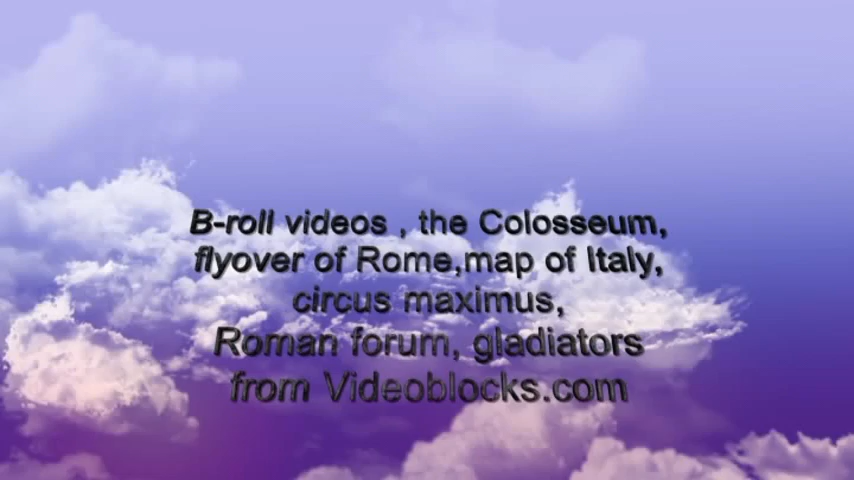 B-roll videos , the Colosseum,
flyover of Rome,map of Italy,
circus maximus,
Roman forum, gladiators
from Videoblocks.com